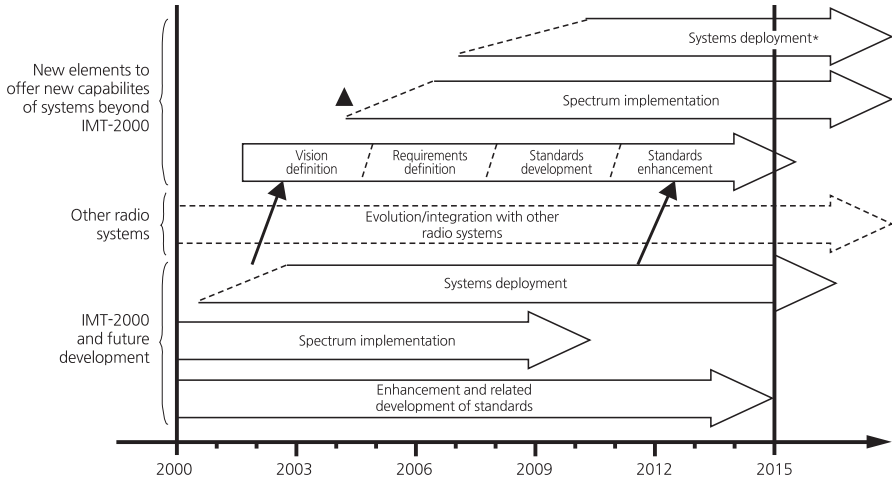 Systems deployment*
New elements to
offer new capabilites
of systems beyond
IMT-2000
Spectrum implementation
Vision
definition
Requirements
definition
Standards
development
Standards
enhancement
Other radio
systems
Evolution/integration with other
radio systems
Systems deployment
IMT-2000
and future
development
Spectrum implementation
Enhancement and related
development of standards
2000
2003
2006
2009
2012
2015